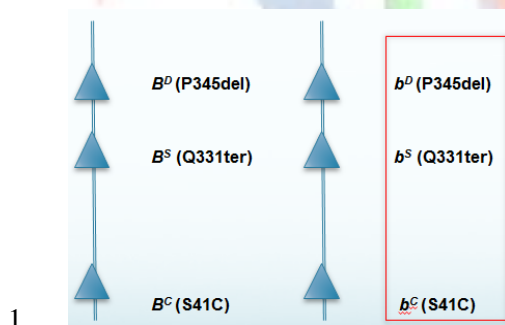 B^D (P345del) b^D (P345del)
B^S (Q331ter) b^S (Q331ter)
B^C (S41C) b^C (S41C)
1